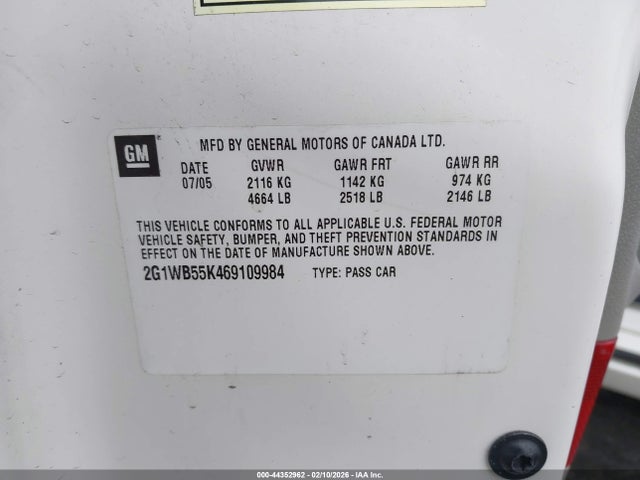 GM
MFD BY GENERAL MOTORS OF CANADA LTD.
DATE GVWR GAWR FRT GAWR RR
07/05 2116 KG 1142 KG 974 KG
4664 LB 2518 LB 2146 LB
THIS VEHICLE CONFORMS TO ALL APPLICABLE U.S. FEDERAL MOTOR
VEHICLE SAFETY, BUMPER, AND THEFT PREVENTION STANDARDS IN
EFFECT ON THE DATE OF MANUFACTURE SHOWN ABOVE.
2G1WB55K469109984 TYPE: PASS CAR
000-44352962 - 02/10/2026 - IAAI.COM